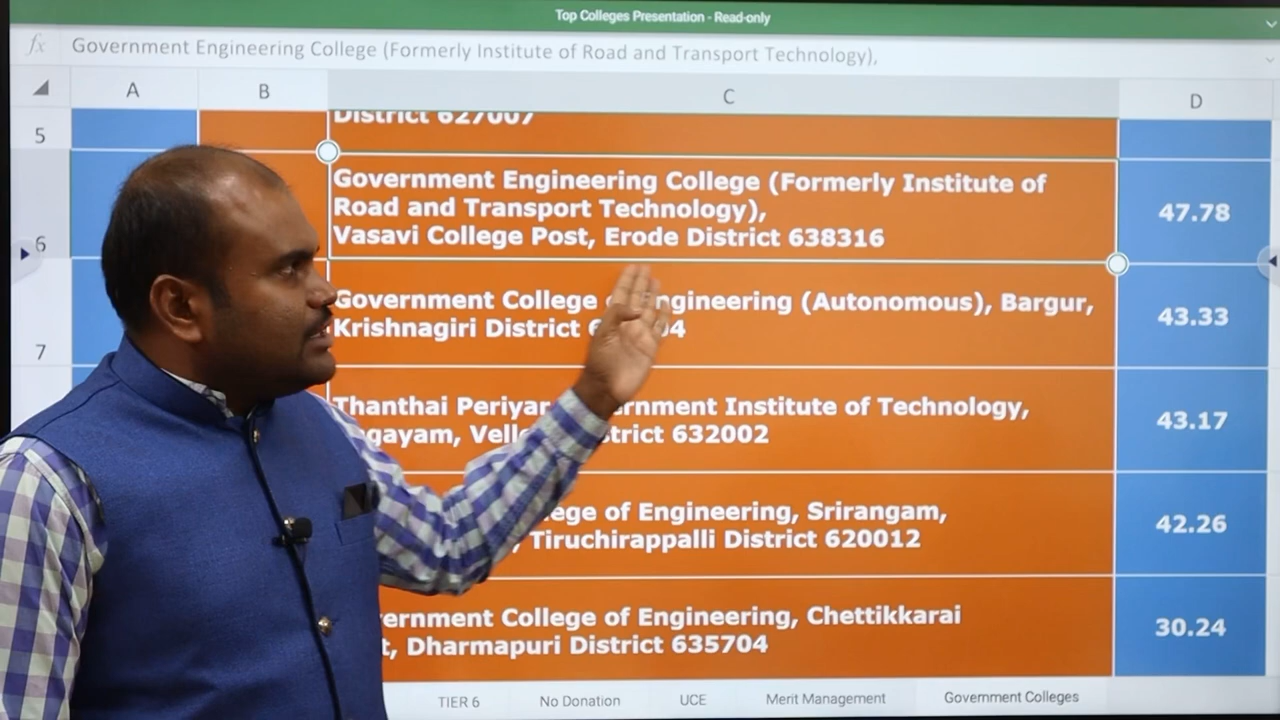 Top Colleges Presentation - Read-only
fx Government Engineering College (Formerly Institute of Road and Transport Technology),
A B C D
5
District 627007
6
Government Engineering College (Formerly Institute of
Road and Transport Technology),
Vasavi College Post, Erode District 638316
47.78
7
Government College ngineering (Autonomous), Bargur,
Krishnagiri District
43.33
Thanthai Periyar Government Institute of Technology,
District 632002
43.17
College of Engineering, Srirangam,
Tiruchirappalli District 620012
42.26
Government College of Engineering, Chettikkarai
Dharmapuri District 635704
30.24
TIER 6 No Donation UCE Merit Management Government Colleges